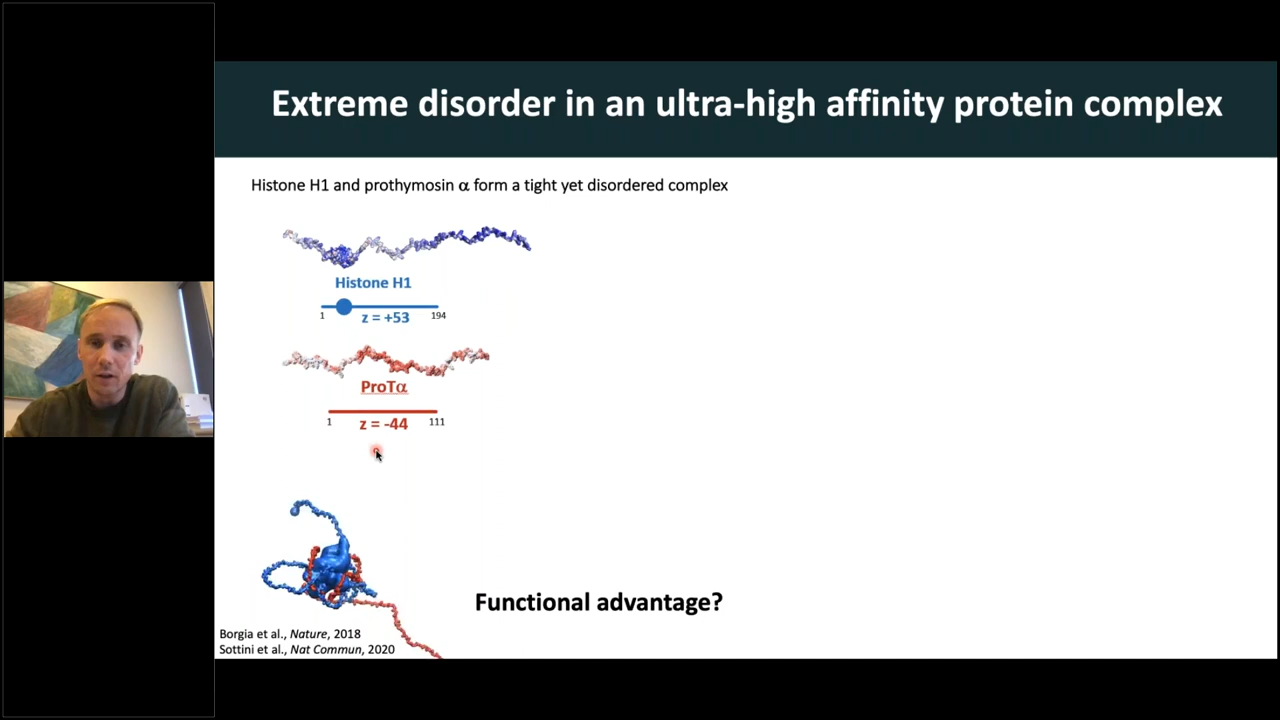 Extreme disorder in an ultra-high affinity protein complex
Histone H1 and prothymosin α form a tight yet disordered complex
Histone H1
1 z = +53 194
ProTα
1 z = -44 111
Functional advantage?
Borgia et al., Nature, 2018
Sottini et al., Nat Commun, 2020